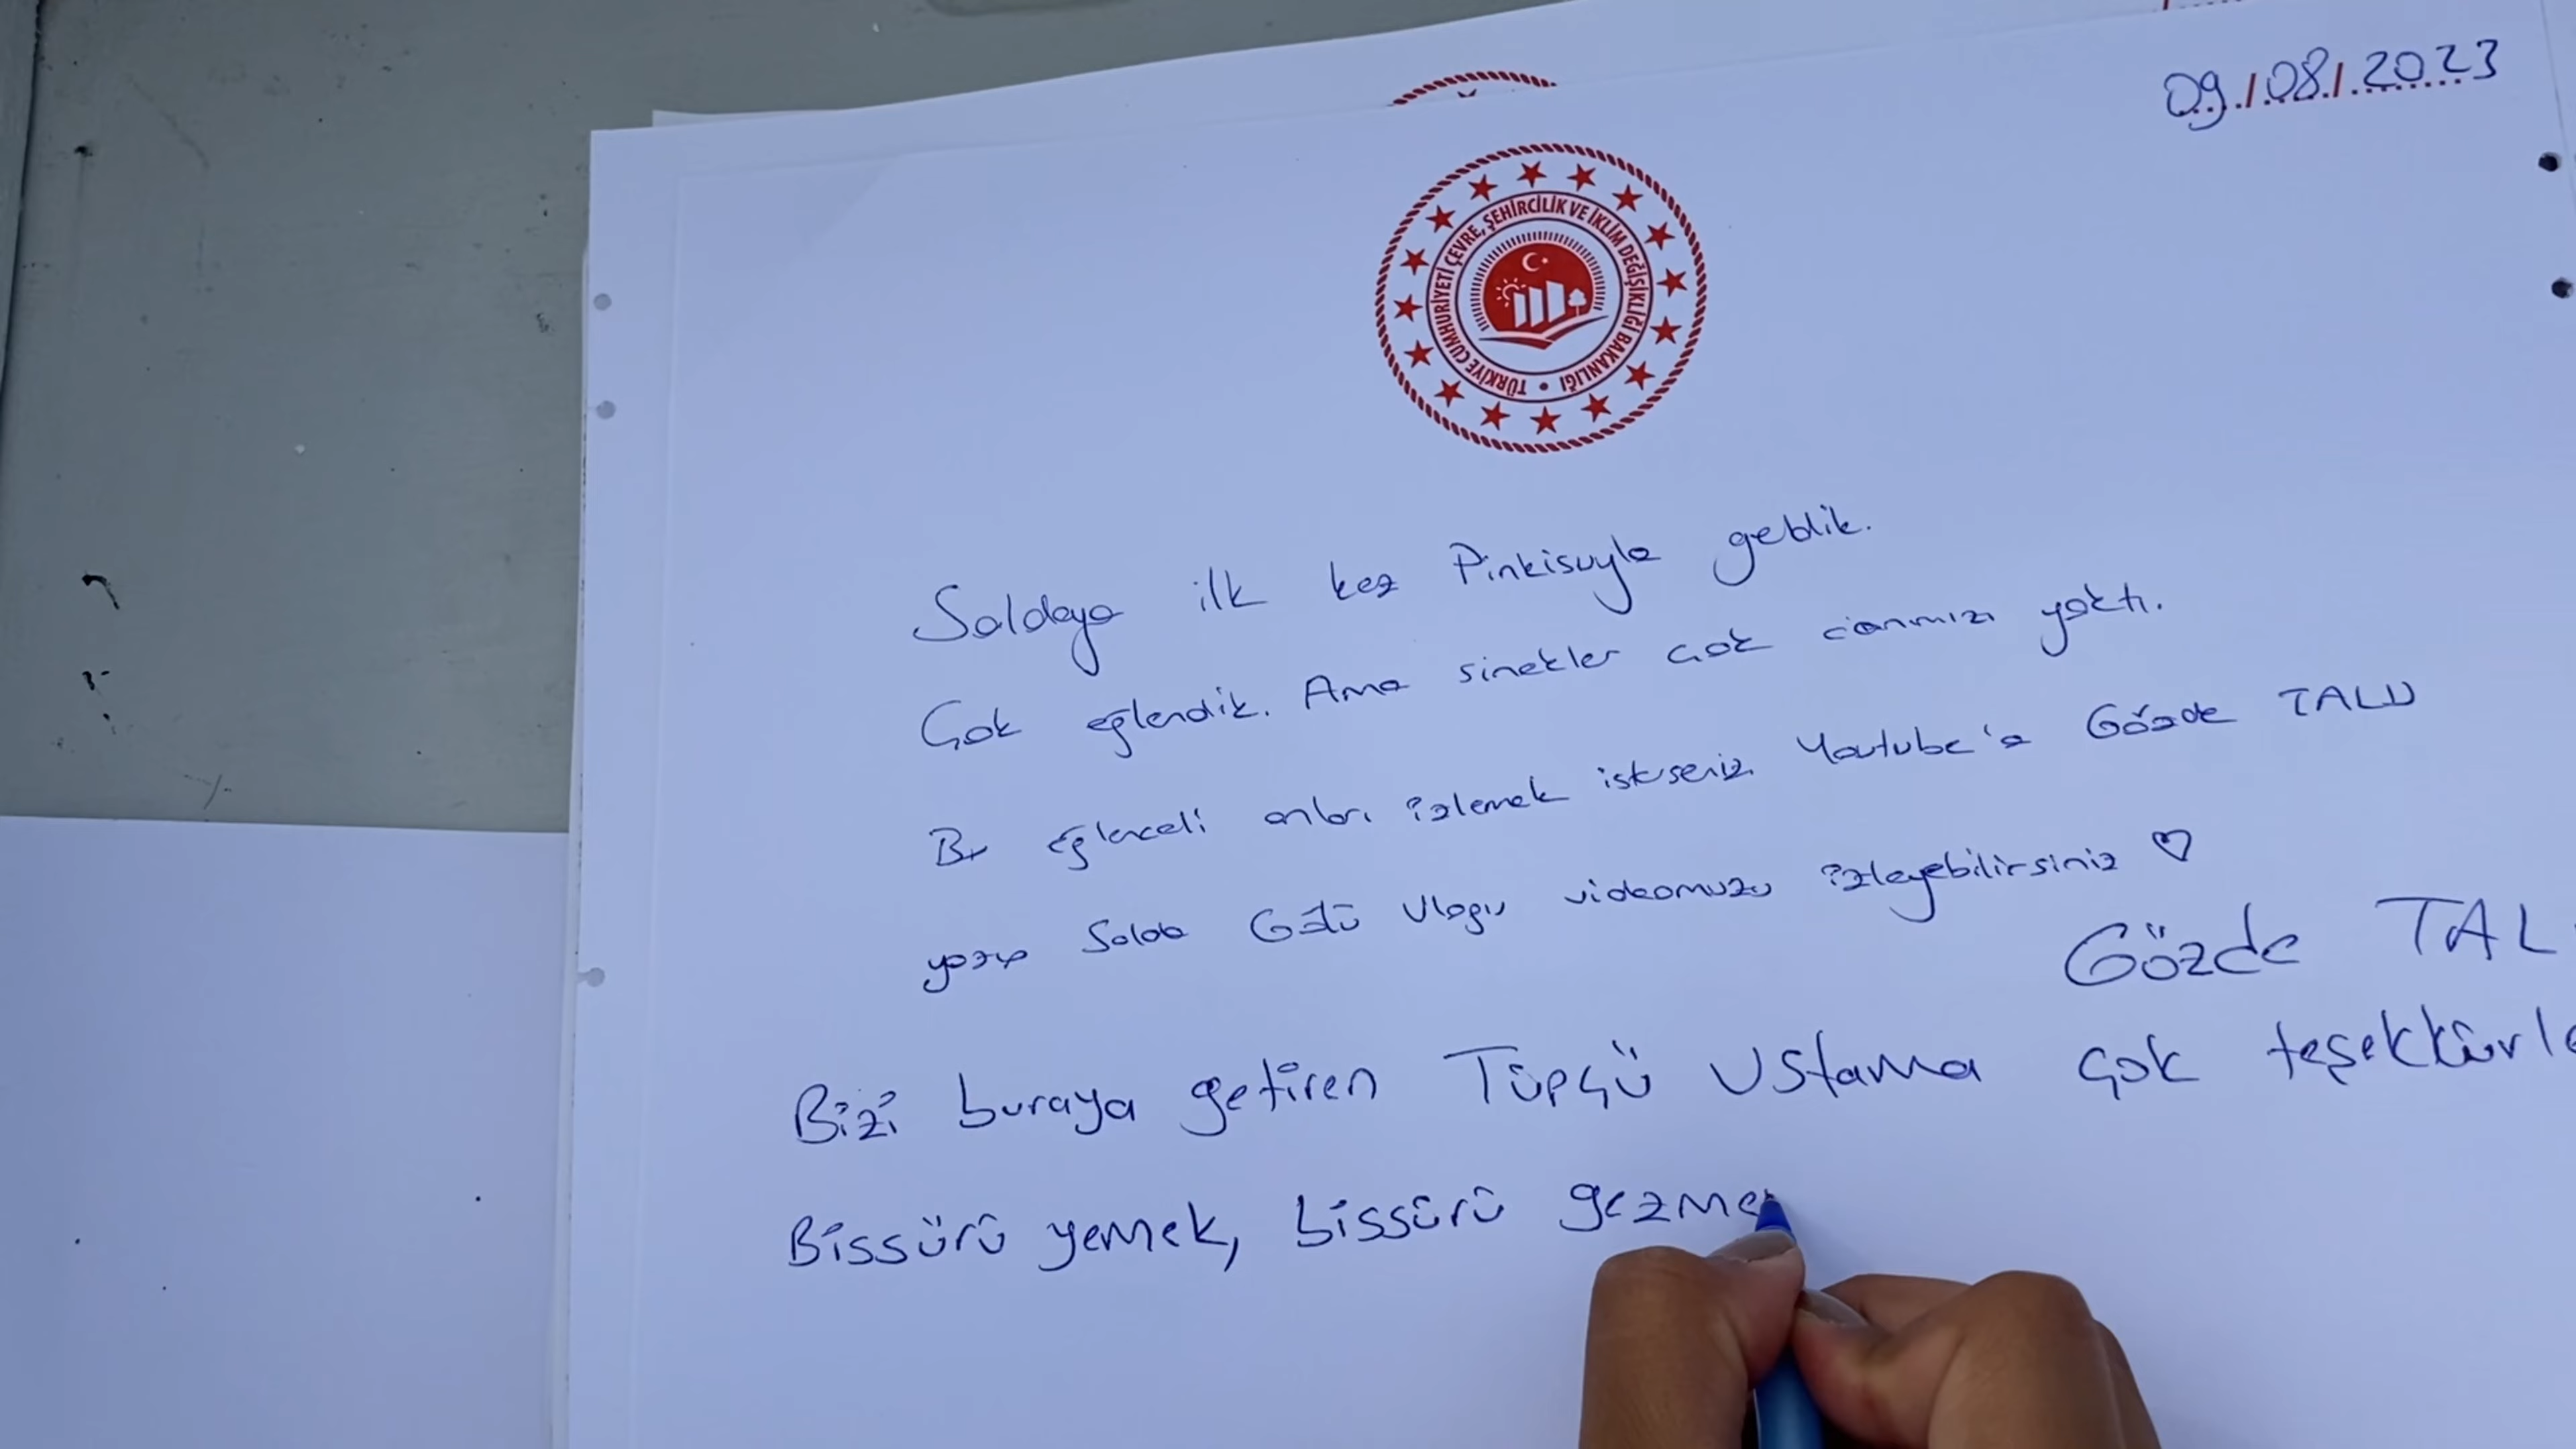 09/08/2023
TÜRKİYE CUMHURİYETİ ÇEVRE, ŞEHİRCİLİK VE İKLİM DEĞİŞİKLİĞİ BAKANLIĞI
Saldaya ilk kez Pinkisuyla geldik.
Çok eğlendik. Ama sinekler çok canımızı yaktı.
Bu eğlenceli anları izlemek isterseniz Youtube'a Gözde TALU
yazıp Salda Gölü Vlogu videomuzu izleyebilirsiniz ♡
Gözde TAL
Bizi buraya getiren Tüpçü Ustama çok teşekkürle
Bissürü yemek, bissürü gezme